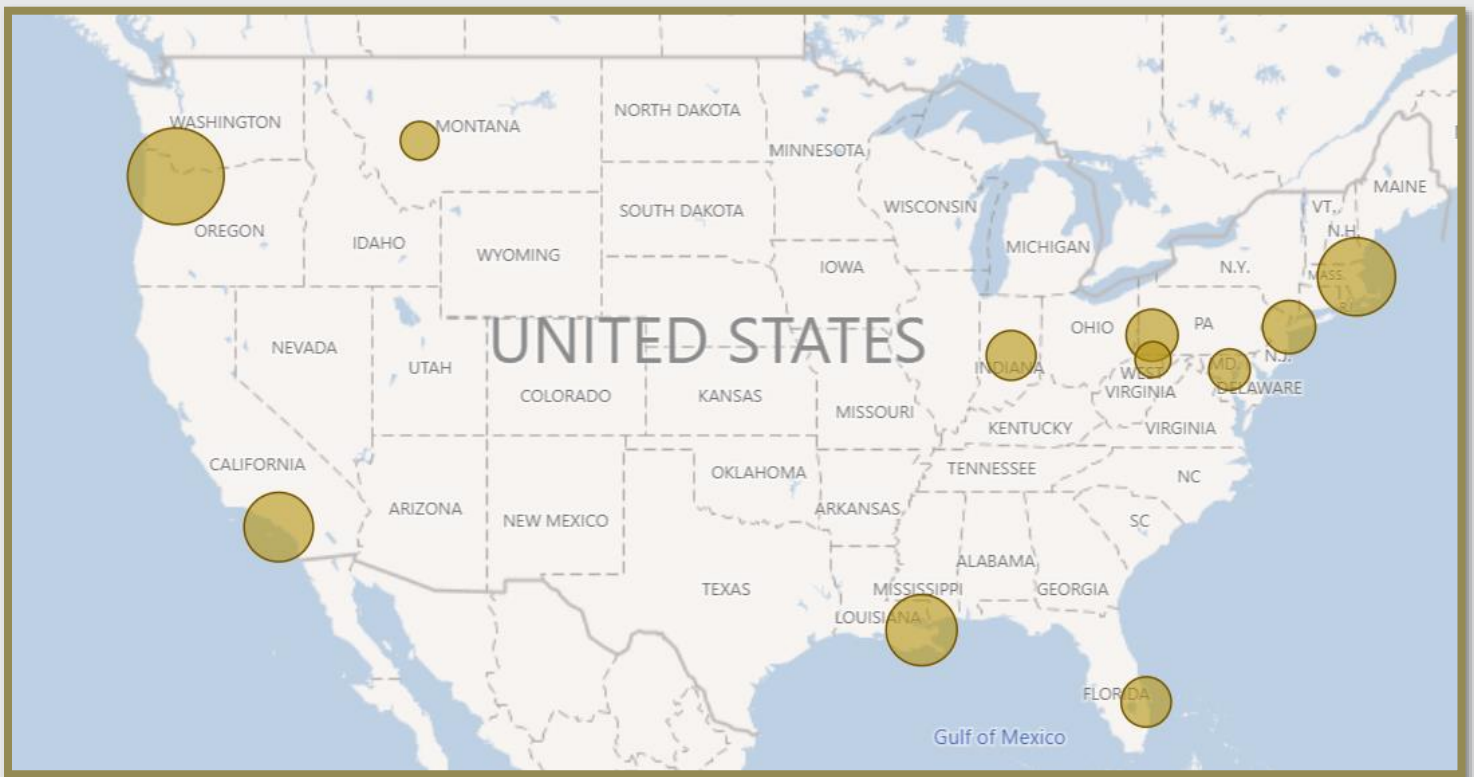 WASHINGTON
MONTANA
NORTH DAKOTA
MINNESOTA
MAINE
VT.
N.H.
OREGON
IDAHO
SOUTH DAKOTA
WISCONSIN
MICHIGAN
WYOMING
IOWA
N.Y.
MASS.
R.I.
UNITED STATES
NEVADA
UTAH
OHIO
PA
N.J.
INDIANA
WEST
VIRGINIA
MD.
DELAWARE
COLORADO
KANSAS
MISSOURI
KENTUCKY
VIRGINIA
CALIFORNIA
OKLAHOMA
TENNESSEE
NC
ARIZONA
NEW MEXICO
ARKANSAS
SC
TEXAS
MISSISSIPPI
ALABAMA
GEORGIA
LOUISIANA
FLORIDA
Gulf of Mexico